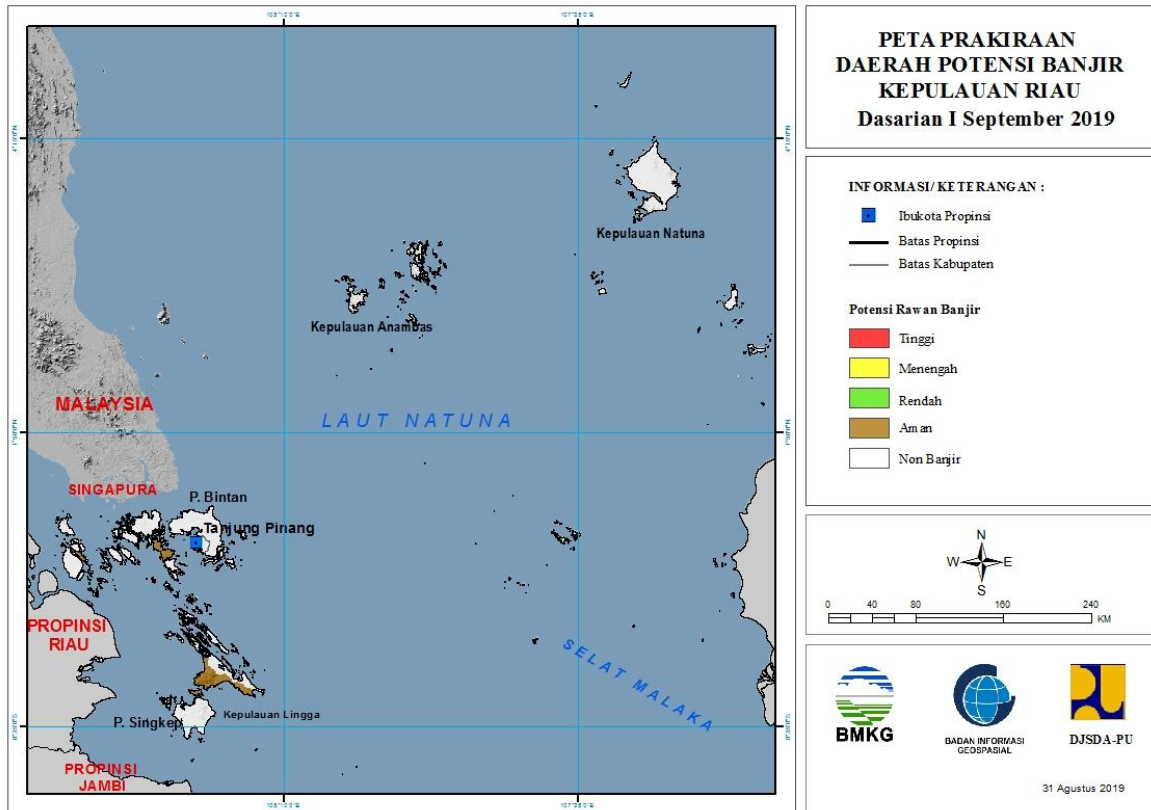 PETA PRAKIRAAN
DAERAH POTENSI BANJIR
KEPULAUAN RIAU
Dasarian I September 2019
INFORMASI/ KETERANGAN :
Ibukota Propinsi
Batas Propinsi
Batas Kabupaten
Potensi Rawan Banjir
Tinggi
Menengah
Rendah
Aman
Non Banjir
N
W E
S
0 40 80 160 240
KM
BMKG
BADAN INFORMASI
GEOSPASIAL
DJSDA-PU
31 Agustus 2019
Kepulauan Natuna
Kepulauan Anambas
MALAYSIA
LAUT NATUNA
SINGAPURA
P. Bintan
Tanjung Pinang
PROPINSI
RIAU
SELAT MALAKA
P. Singkep
Kepulauan Lingga
PROPINSI
JAMBI